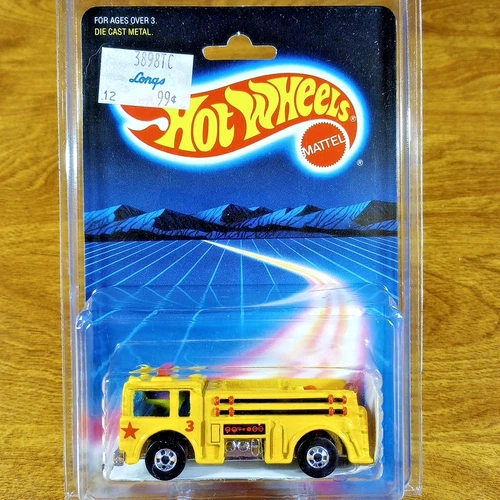 FOR AGES OVER 3.
DIE CAST METAL.
3898TC
Longs
12 99¢
HOT WHEELS®
MATTEL
®
3